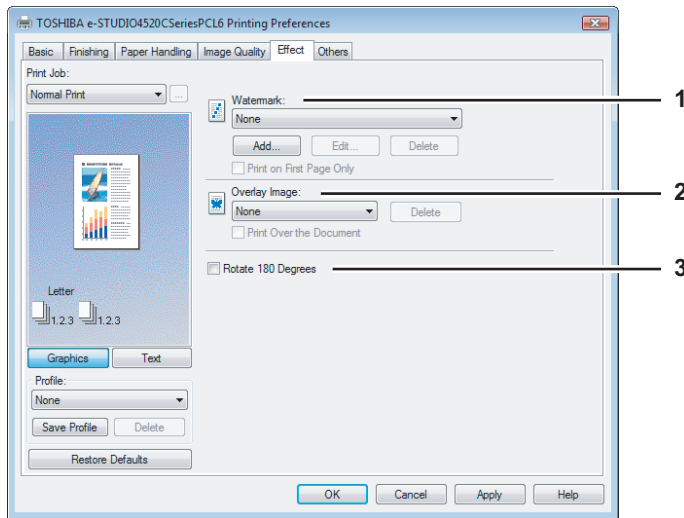 TOSHIBA e-STUDIO4520CSeriesPCL6 Printing Preferences
Basic Finishing Paper Handling Image Quality Effect Others
Print Job:
Normal Print ...
Watermark: 1
None
Add... Edit... Delete
Print on First Page Only
Overlay Image: 2
None Delete
Print Over the Document
Rotate 180 Degrees 3
Letter
1.2.3 1.2.3
Graphics Text
Profile:
None
Save Profile Delete
Restore Defaults
OK Cancel Apply Help